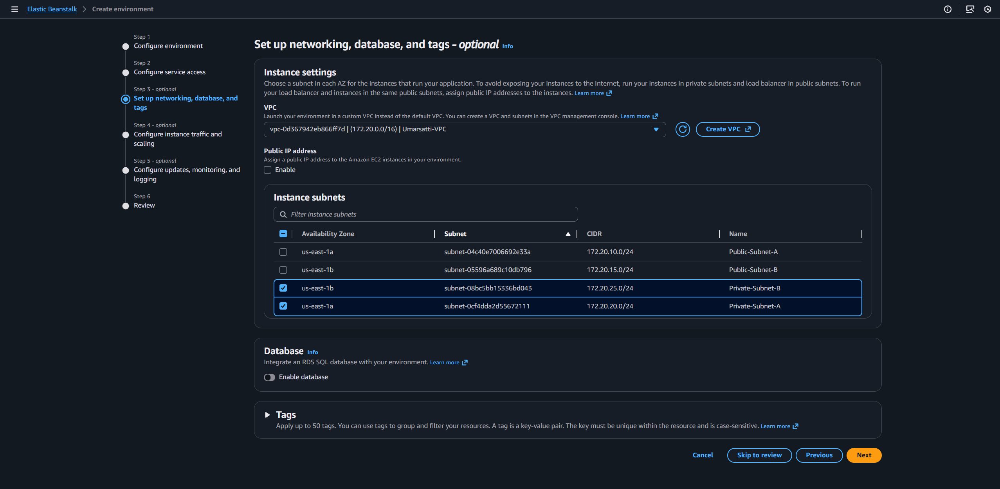 Elastic Beanstalk > Create environment
Step 1
Configure environment
Step 2
Configure service access
Step 3 - optional
Set up networking, database, and
tags
Step 4 - optional
Configure instance traffic and
scaling
Step 5 - optional
Configure updates, monitoring, and
logging
Step 6
Review
Set up networking, database, and tags - optional Info
Instance settings
Choose a subnet in each AZ for the instances that run your application. To avoid exposing your instances to the Internet, run your instances in private subnets and load balancer in public subnets. To run
your load balancer and instances in the same public subnets, assign public IP addresses to the instances. Learn more
VPC
Launch your environment in a custom VPC instead of the default VPC. You can create a VPC and subnets in the VPC management console. Learn more
vpc-0d367942eb866ff7d | (172.20.0.0/16) | Umarsatti-VPC
Create VPC
Public IP address
Assign a public IP address to the Amazon EC2 instances in your environment.
Enable
Instance subnets
Filter instance subnets
Availability Zone Subnet CIDR Name
us-east-1a subnet-04c40e7006692e33a 172.20.10.0/24 Public-Subnet-A
us-east-1b subnet-05596a689c10db796 172.20.15.0/24 Public-Subnet-B
us-east-1b subnet-08bc5bb15336bd043 172.20.25.0/24 Private-Subnet-B
us-east-1a subnet-0cf4dda2d55672111 172.20.20.0/24 Private-Subnet-A
Database Info
Integrate an RDS SQL database with your environment. Learn more
Enable database
Tags
Apply up to 50 tags. You can use tags to group and filter your resources. A tag is a key-value pair. The key must be unique within the resource and is case-sensitive. Learn more
Cancel Skip to review Previous Next